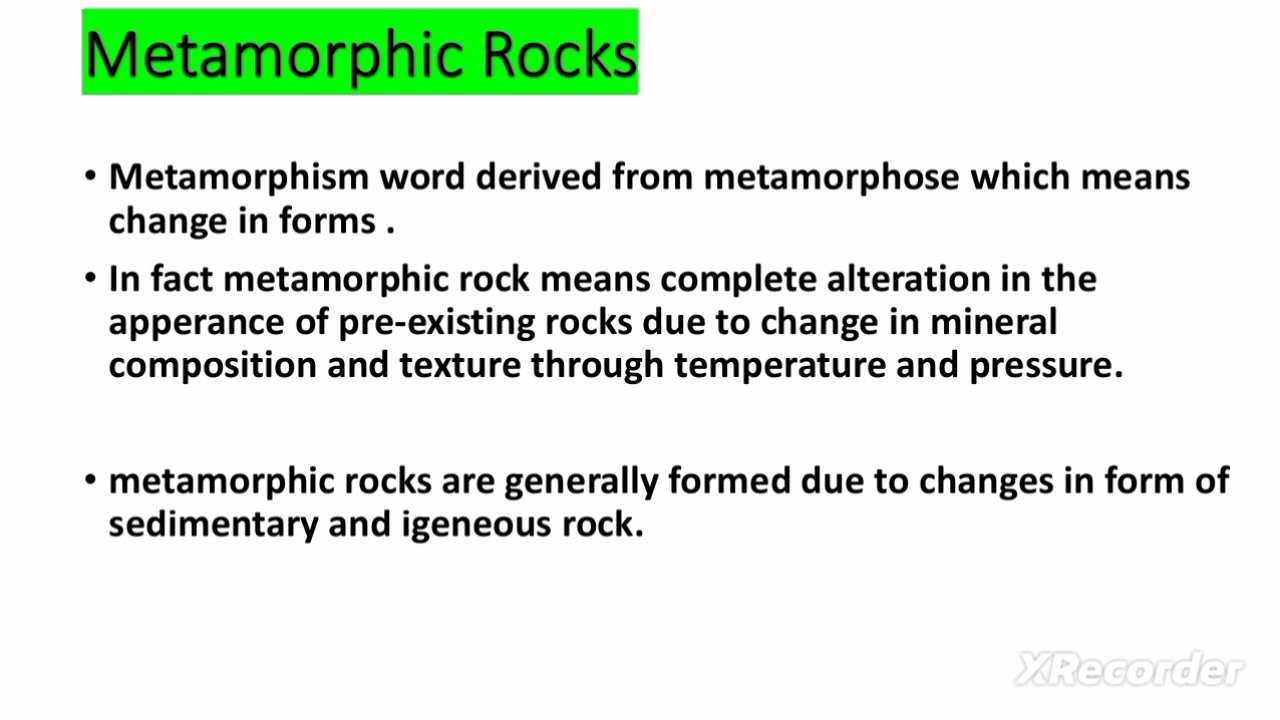 Metamorphic Rocks
• Metamorphism word derived from metamorphose which means
change in forms .
• In fact metamorphic rock means complete alteration in the
apperance of pre-existing rocks due to change in mineral
composition and texture through temperature and pressure.
• metamorphic rocks are generally formed due to changes in form of
sedimentary and igeneous rock.
XRecorder